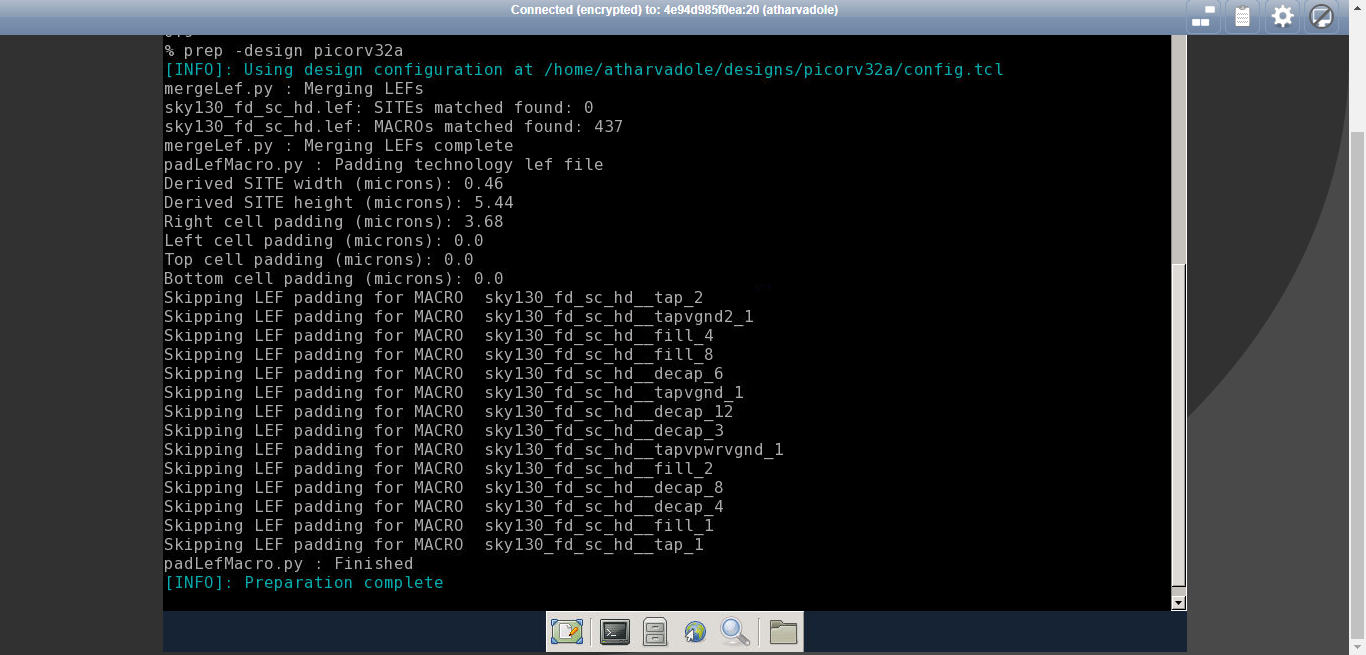 Connected (encrypted) to: 4e94d985f0ea:20 (atharvadole)
% prep -design picorv32a
[INFO]: Using design configuration at /home/atharvadole/designs/picorv32a/config.tcl
mergeLef.py : Merging LEFs
sky130_fd_sc_hd.lef: SITEs matched found: 0
sky130_fd_sc_hd.lef: MACROs matched found: 437
mergeLef.py : Merging LEFs complete
padLefMacro.py : Padding technology lef file
Derived SITE width (microns): 0.46
Derived SITE height (microns): 5.44
Right cell padding (microns): 3.68
Left cell padding (microns): 0.0
Top cell padding (microns): 0.0
Bottom cell padding (microns): 0.0
Skipping LEF padding for MACRO  sky130_fd_sc_hd__tap_2
Skipping LEF padding for MACRO  sky130_fd_sc_hd__tapvgnd2_1
Skipping LEF padding for MACRO  sky130_fd_sc_hd__fill_4
Skipping LEF padding for MACRO  sky130_fd_sc_hd__fill_8
Skipping LEF padding for MACRO  sky130_fd_sc_hd__decap_6
Skipping LEF padding for MACRO  sky130_fd_sc_hd__tapvgnd_1
Skipping LEF padding for MACRO  sky130_fd_sc_hd__decap_12
Skipping LEF padding for MACRO  sky130_fd_sc_hd__decap_3
Skipping LEF padding for MACRO  sky130_fd_sc_hd__tapvpwrvgnd_1
Skipping LEF padding for MACRO  sky130_fd_sc_hd__fill_2
Skipping LEF padding for MACRO  sky130_fd_sc_hd__decap_8
Skipping LEF padding for MACRO  sky130_fd_sc_hd__decap_4
Skipping LEF padding for MACRO  sky130_fd_sc_hd__fill_1
Skipping LEF padding for MACRO  sky130_fd_sc_hd__tap_1
padLefMacro.py : Finished
[INFO]: Preparation complete